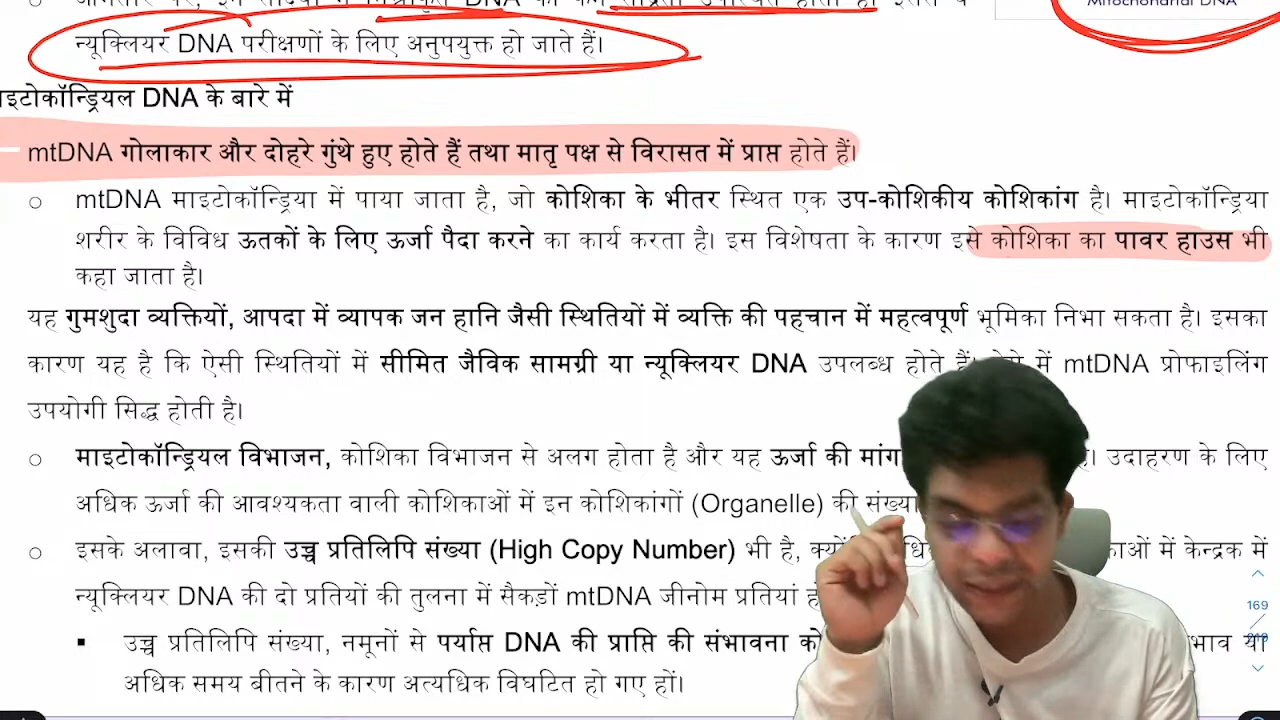 DNA
Mitochondrial DNA
न्यूक्लियर DNA परीक्षणों के लिए अनुपयुक्त हो जाते हैं।
इटोकॉन्ड्रियल DNA के बारे में
mtDNA गोलाकार और दोहरे गुंथे हुए होते हैं तथा मातृ पक्ष से विरासत में प्राप्त होते हैं।
○ mtDNA माइटोकॉन्ड्रिया में पाया जाता है, जो कोशिका के भीतर स्थित एक उप-कोशिकीय कोशिकांग है। माइटोकॉन्ड्रिया
शरीर के विविध ऊतकों के लिए ऊर्जा पैदा करने का कार्य करता है। इस विशेषता के कारण इसे कोशिका का पावर हाउस भी
कहा जाता है।
यह गुमशुदा व्यक्तियों, आपदा में व्यापक जन हानि जैसी स्थितियों में व्यक्ति की पहचान में महत्वपूर्ण भूमिका निभा सकता है। इसका
कारण यह है कि ऐसी स्थितियों में सीमित जैविक सामग्री या न्यूक्लियर DNA उपलब्ध होते हैं। में mtDNA प्रोफाइलिंग
उपयोगी सिद्ध होती है।
○ माइटोकॉन्ड्रियल विभाजन, कोशिका विभाजन से अलग होता है और यह ऊर्जा की मांग है। उदाहरण के लिए
अधिक ऊर्जा की आवश्यकता वाली कोशिकाओं में इन कोशिकांगों (Organelle) की संख्या
○ इसके अलावा, इसकी उच्च प्रतिलिपि संख्या (High Copy Number) भी है, में केन्द्रक में
न्यूक्लियर DNA की दो प्रतियों की तुलना में सैकड़ों mtDNA जीनोम प्रतियां
▪ उच्च प्रतिलिपि संख्या, नमूनों से पर्याप्त DNA की प्राप्ति की संभावना को या
अधिक समय बीतने के कारण अत्यधिक विघटित हो गए हों।
169
219